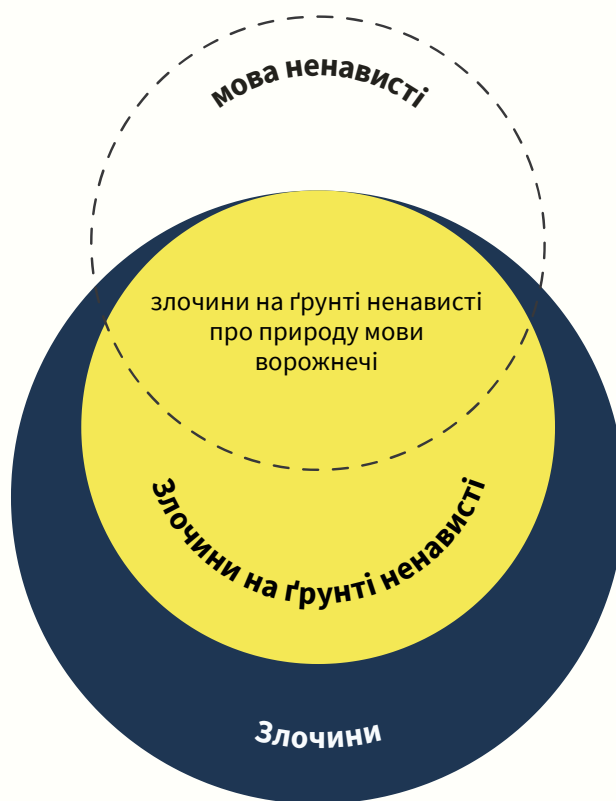 мова ненависті
злочини на ґрунті ненависті
про природу мови
ворожнечі
Злочини на ґрунті ненависті
Злочини